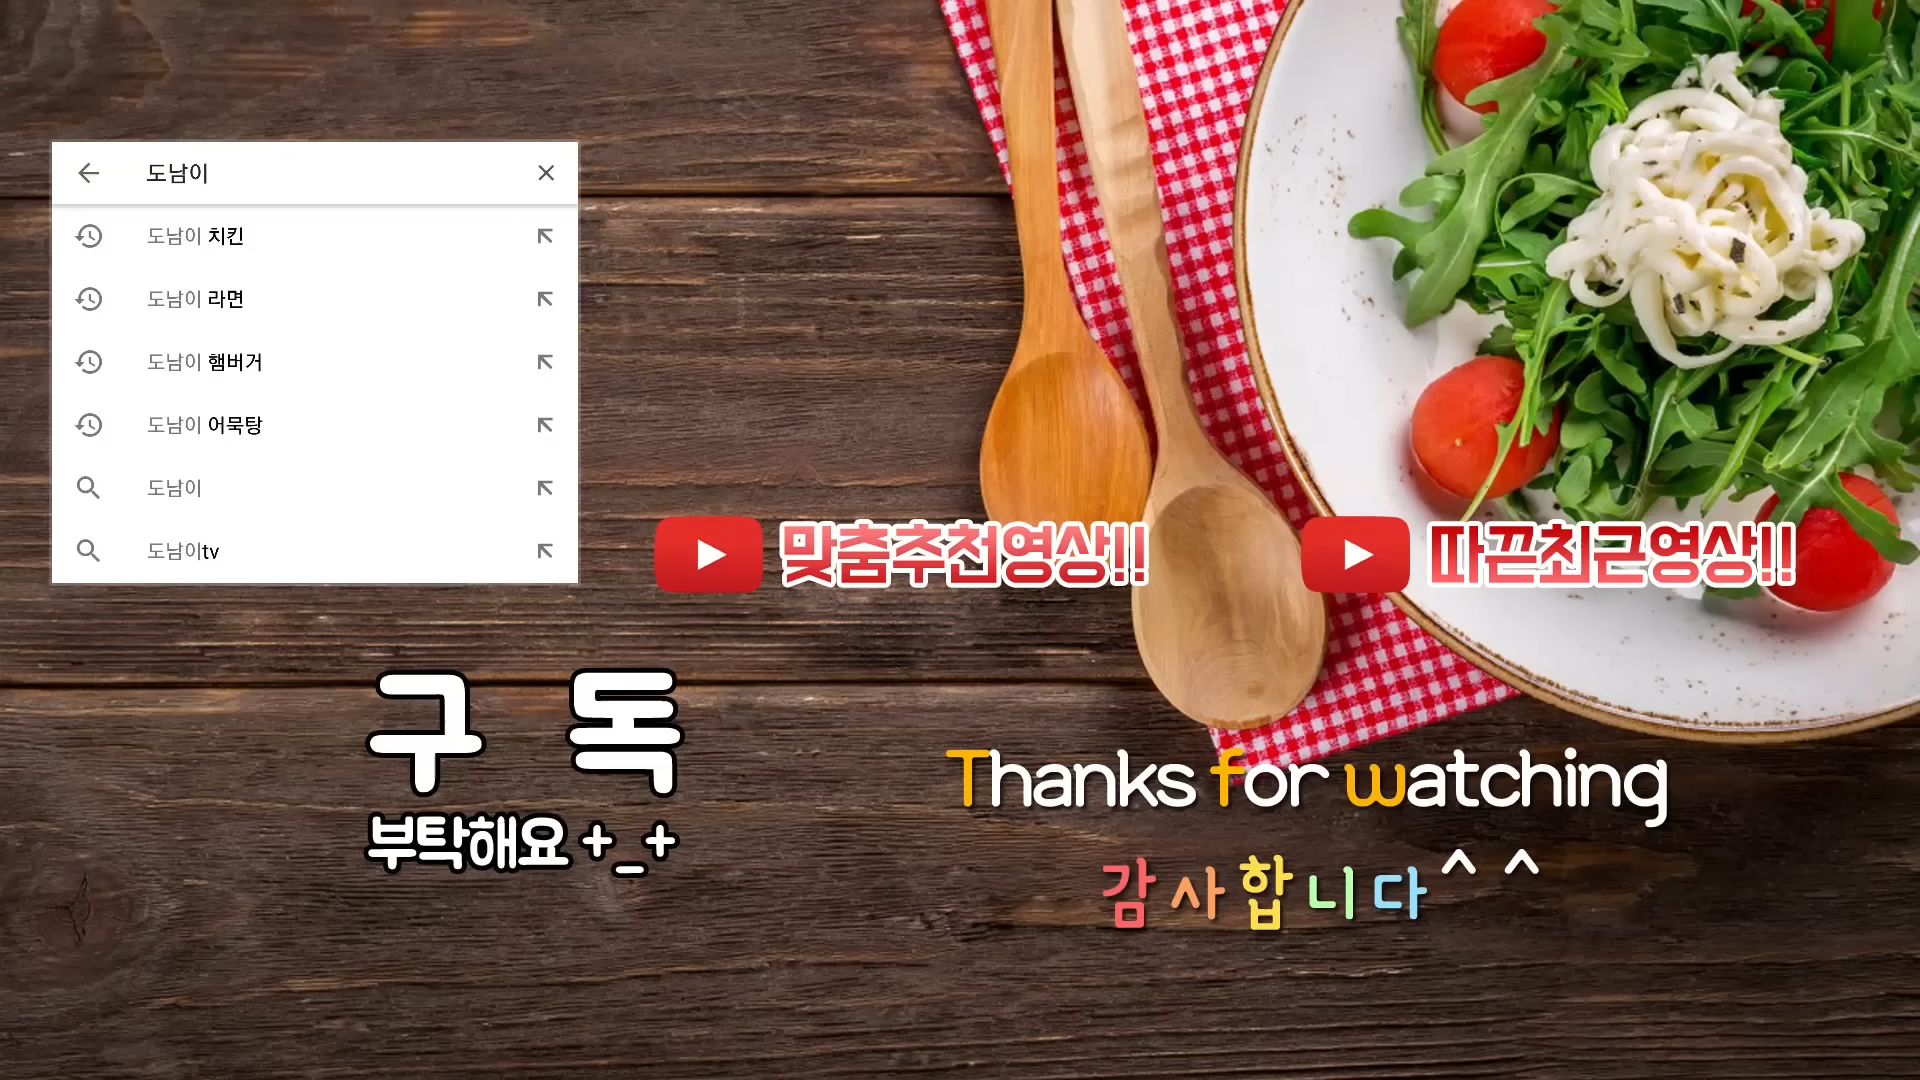 도남이
도남이 치킨
도남이 라면
도남이 햄버거
도남이 어묵탕
도남이
도남이tv
맞춤추천영상!!
따끈최근영상!!
구 독
부탁해요 +_+
Thanks for watching
감사합니다^ ^